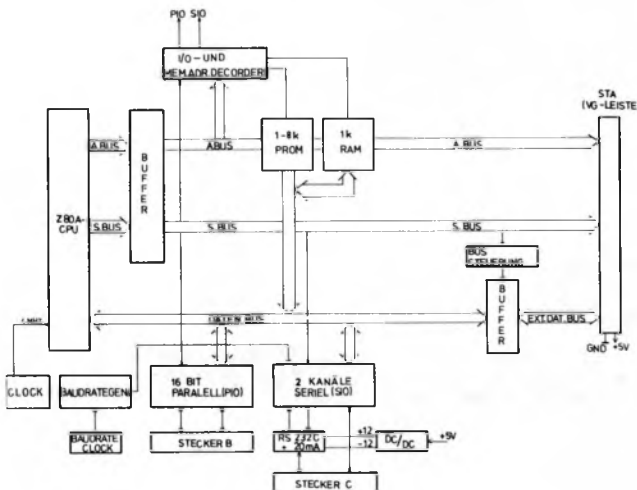 PIO SIO
I/O-UND
MEM.ADR.DECORDER
STA
(VG-LEISTE
1-8k
PROM
1k
RAM
A.BUS
A.BUS
A.BUS
BUFFER
Z80A-
CPU
S.BUS
S.BUS
S.BUS
BUS
STEUERUNG
BUFFER
DATEN BUS
EXT.DAT.BUS
GND
+5V
CLOCK
BAUDRATEGEN
16 BIT
PARALELL(PIO)
2 KANÄLE
SERIEL(SIO)
BAUDRATE
CLOCK
STECKER B
RS 232C
+ 20mA
+12
-12
DC/
DC
+5V
STECKER C